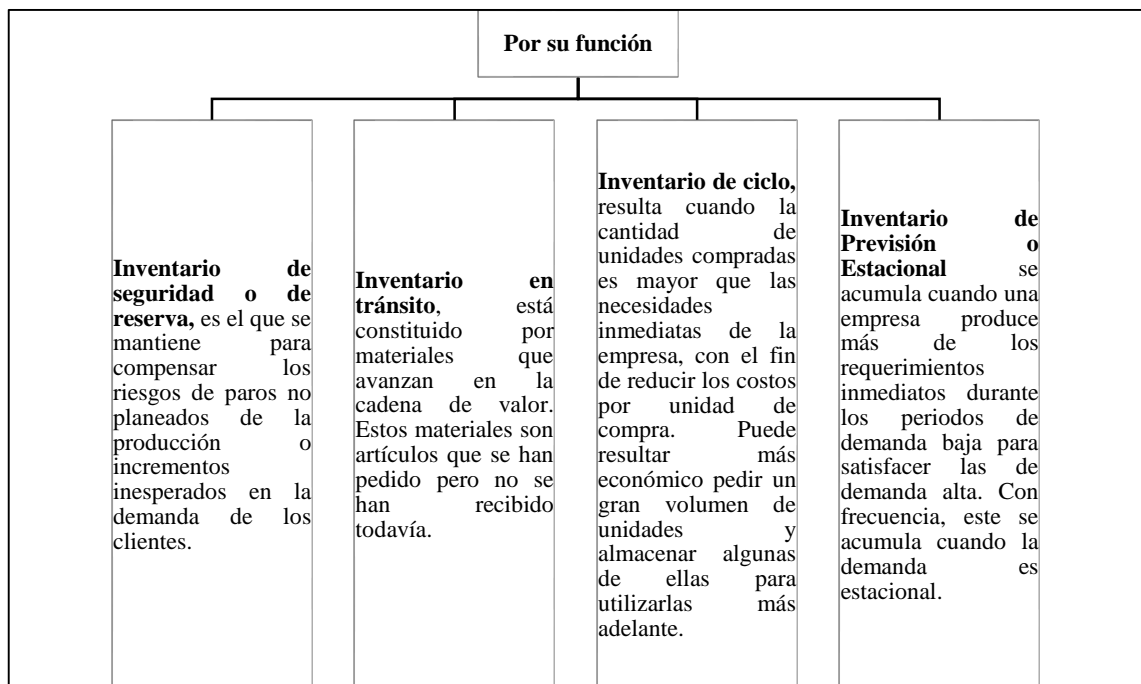 Por su función
Inventario de
seguridad o de
reserva, es el que se
mantiene para
compensar los
riesgos de paros no
planeados de la
producción o
incrementos
inesperados en la
demanda de los
clientes.
Inventario en
tránsito, está
constituido por
materiales que
avanzan en la
cadena de valor.
Estos materiales son
artículos que se han
pedido pero no se
han recibido
todavía.
Inventario de ciclo,
resulta cuando la
cantidad de
unidades compradas
es mayor que las
necesidades
inmediatas de la
empresa, con el fin
de reducir los costos
por unidad de
compra. Puede
resultar más
económico pedir un
gran volumen de
unidades y
almacenar algunas
de ellas para
utilizarlas más
adelante.
Inventario de
Previsión o
Estacional se
acumula cuando una
empresa produce
más de los
requerimientos
inmediatos durante
los periodos de
demanda baja para
satisfacer las de
demanda alta. Con
frecuencia, este se
acumula cuando la
demanda es
estacional.